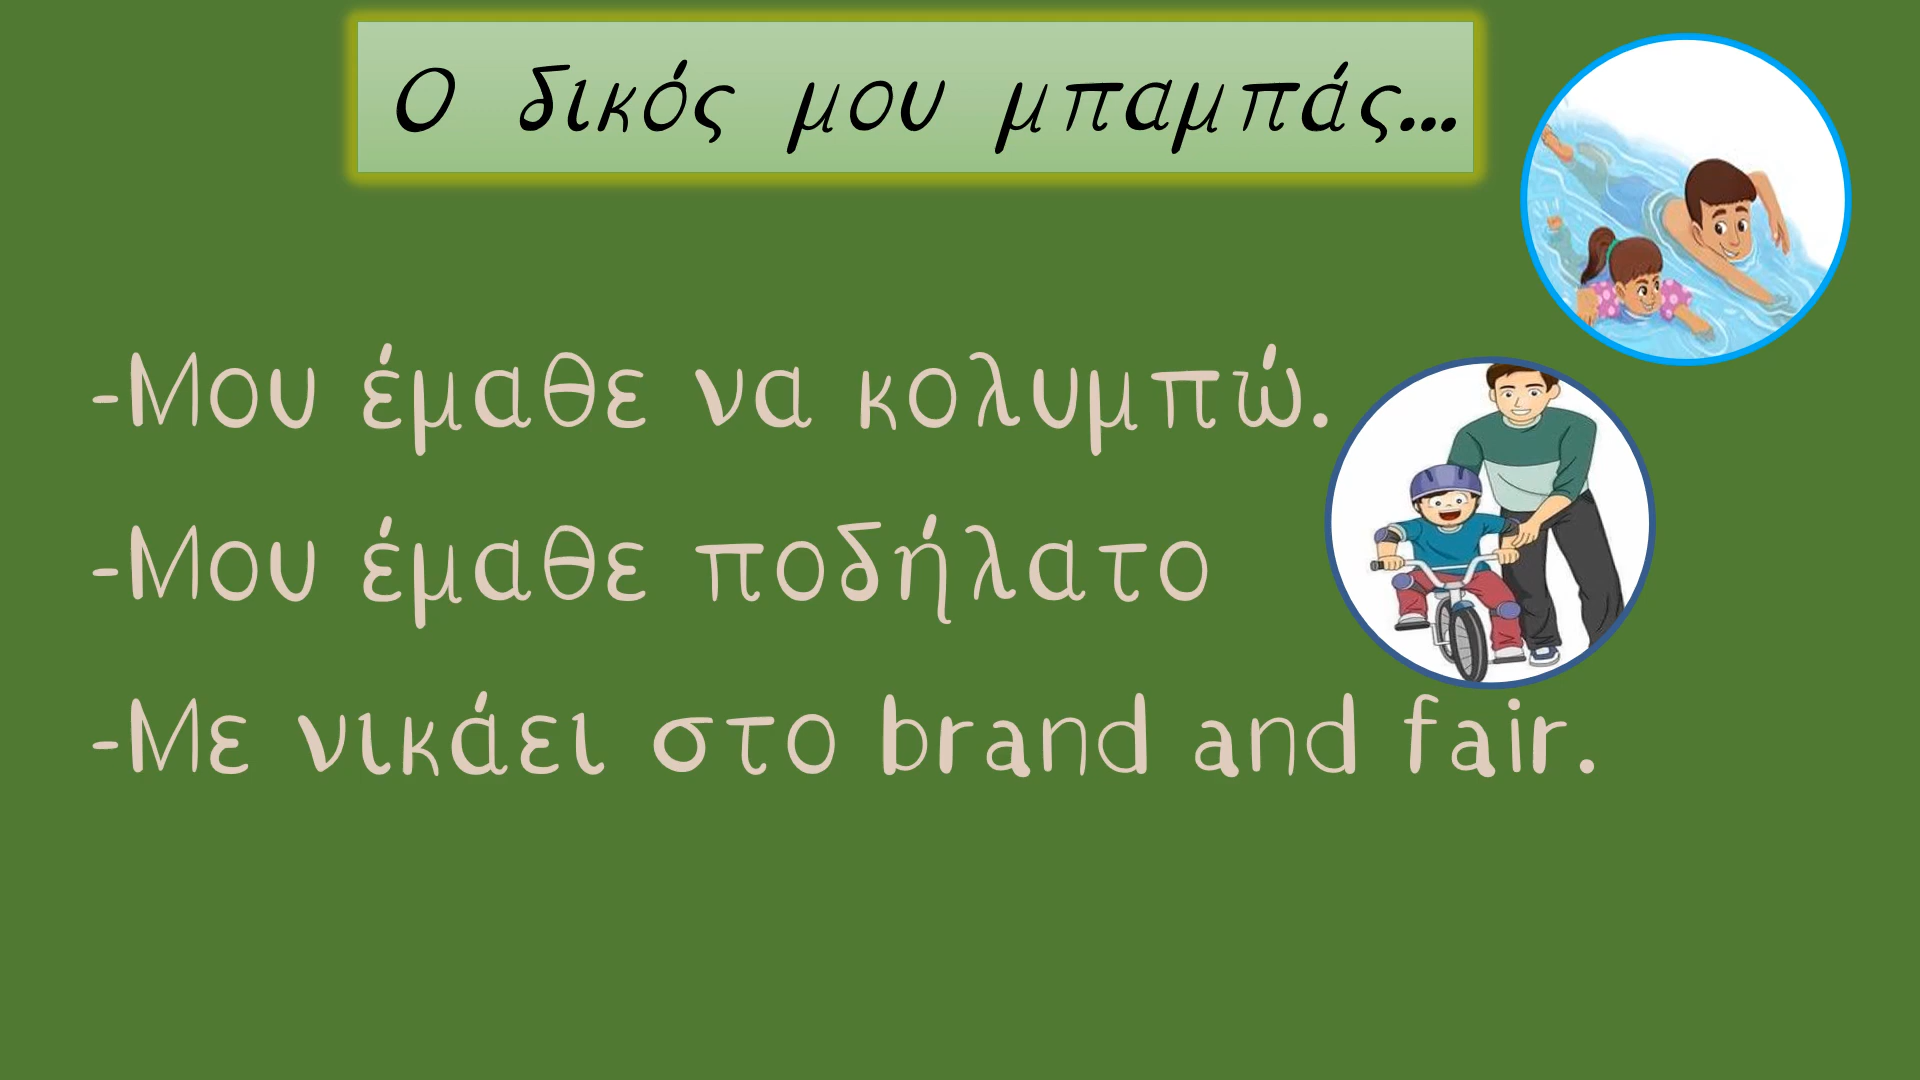 Ο δικός μου μπαμπάς...
-Μου έμαθε να κολυμπώ.
-Μου έμαθε ποδήλατο
-Με νικάει στο brand and fair.